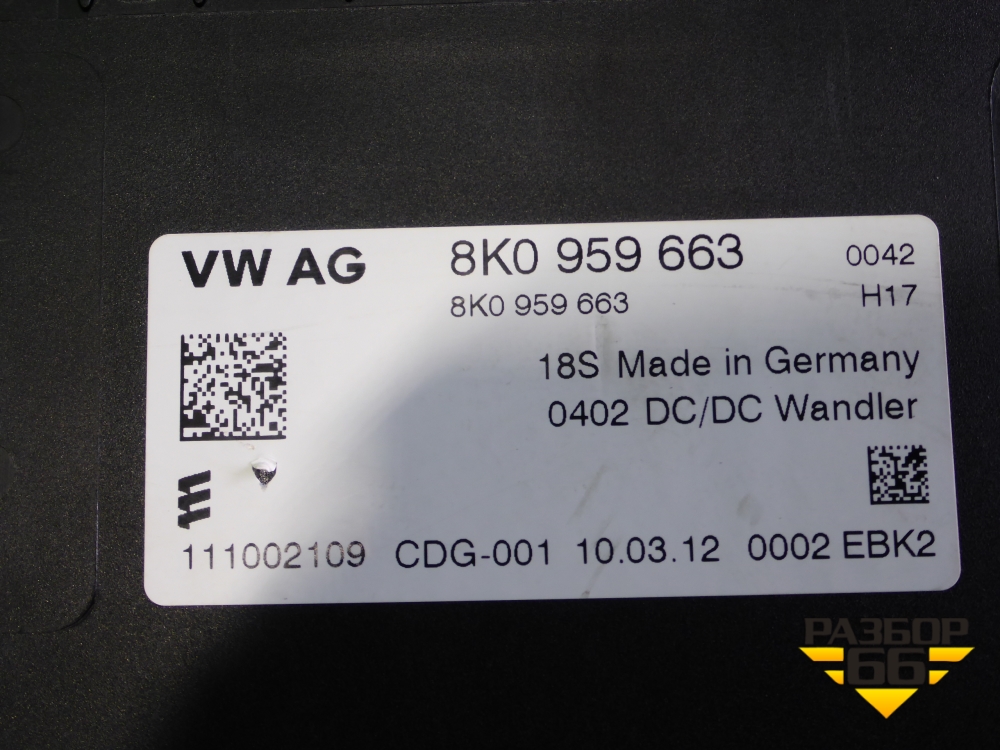 VW AG 8K0 959 663 0042
8K0 959 663 H17
18S Made in Germany
0402 DC/DC Wandler
111002109 CDG-001 10.03.12 0002 EBK2
РАЗБОР
66